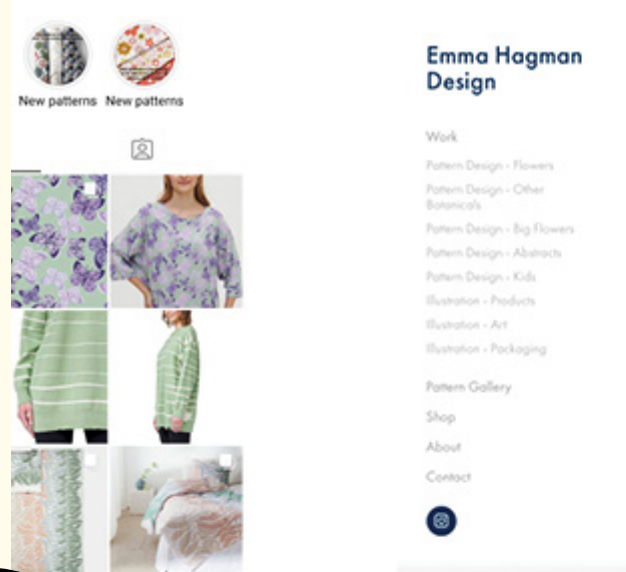 New patterns New patterns
Emma Hagman
Design
Work
Pattern Design - Flowers
Pattern Design - Other
Botanicals
Pattern Design - Big Flowers
Pattern Design - Abstracts
Pattern Design - Kids
Illustration - Products
Illustration - Art
Illustration - Packaging
Pattern Gallery
Shop
About
Contact